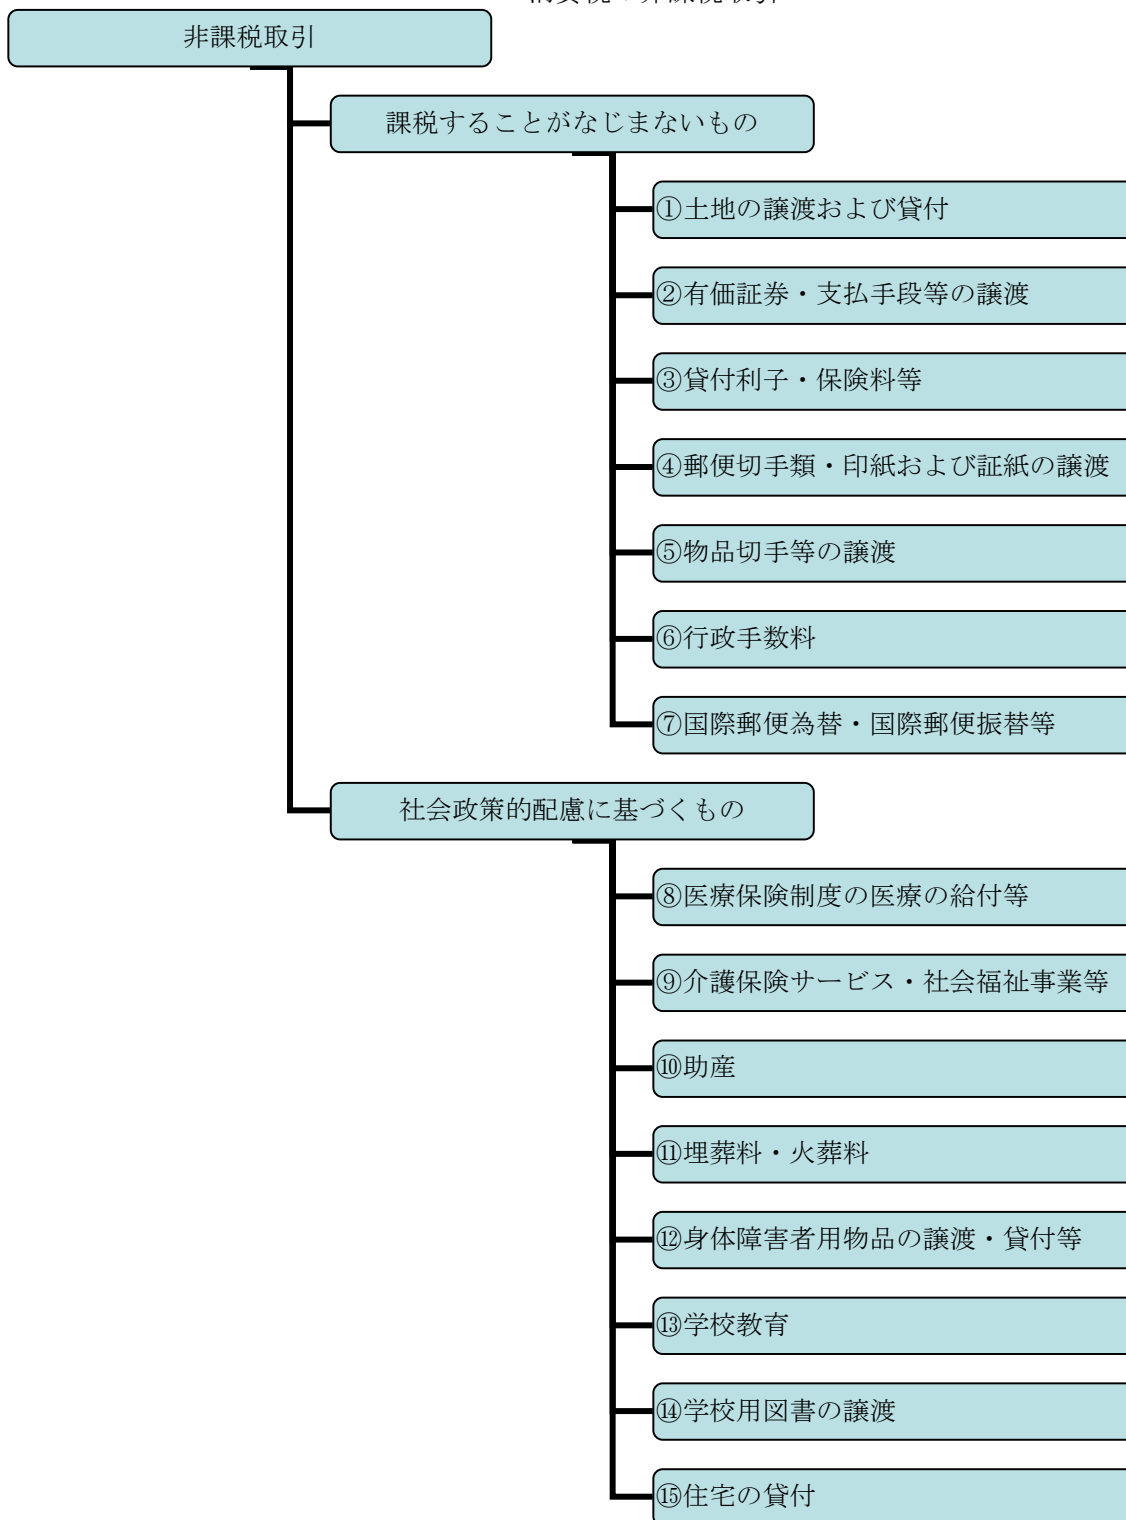 非課税取引
課税することがなじまないもの
①土地の譲渡および貸付
②有価証券・支払手段等の譲渡
③貸付利子・保険料等
④郵便切手類・印紙および証紙の譲渡
⑤物品切手等の譲渡
⑥行政手数料
⑦国際郵便為替・国際郵便振替等
社会政策的配慮に基づくもの
⑧医療保険制度の医療の給付等
⑨介護保険サービス・社会福祉事業等
⑩助産
⑪埋葬料・火葬料
⑫身体障害者用物品の譲渡・貸付等
⑬学校教育
⑭学校用図書の譲渡
⑮住宅の貸付